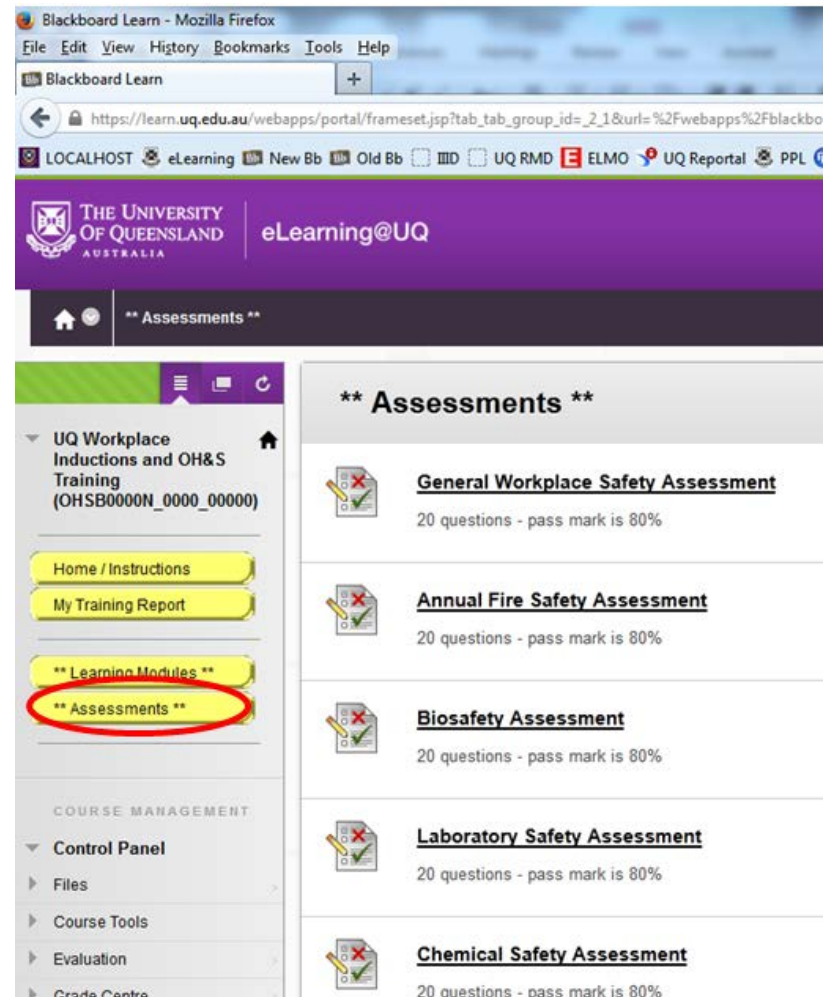 Blackboard Learn - Mozilla Firefox
File Edit View History Bookmarks Tools Help
Blackboard Learn +
https://learn.uq.edu.au/webapps/portal/frameset.jsp?tab_tab_group_id=_2_1&url=%2Fwebapps%2Fblackbo
LOCALHOST eLearning New Bb Old Bb IIID UQ RMD ELMO UQ Reportal PPL
THE UNIVERSITY
OF QUEENSLAND
AUSTRALIA
eLearning@UQ
** Assessments **
UQ Workplace
Inductions and OH&S
Training
(OHSB0000N_0000_00000)
Home / Instructions
My Training Report
** Learning Modules **
** Assessments **
COURSE MANAGEMENT
Control Panel
Files
Course Tools
Evaluation
Grade Centre
** Assessments **
General Workplace Safety Assessment
20 questions - pass mark is 80%
Annual Fire Safety Assessment
20 questions - pass mark is 80%
Biosafety Assessment
20 questions - pass mark is 80%
Laboratory Safety Assessment
20 questions - pass mark is 80%
Chemical Safety Assessment
20 questions - pass mark is 80%